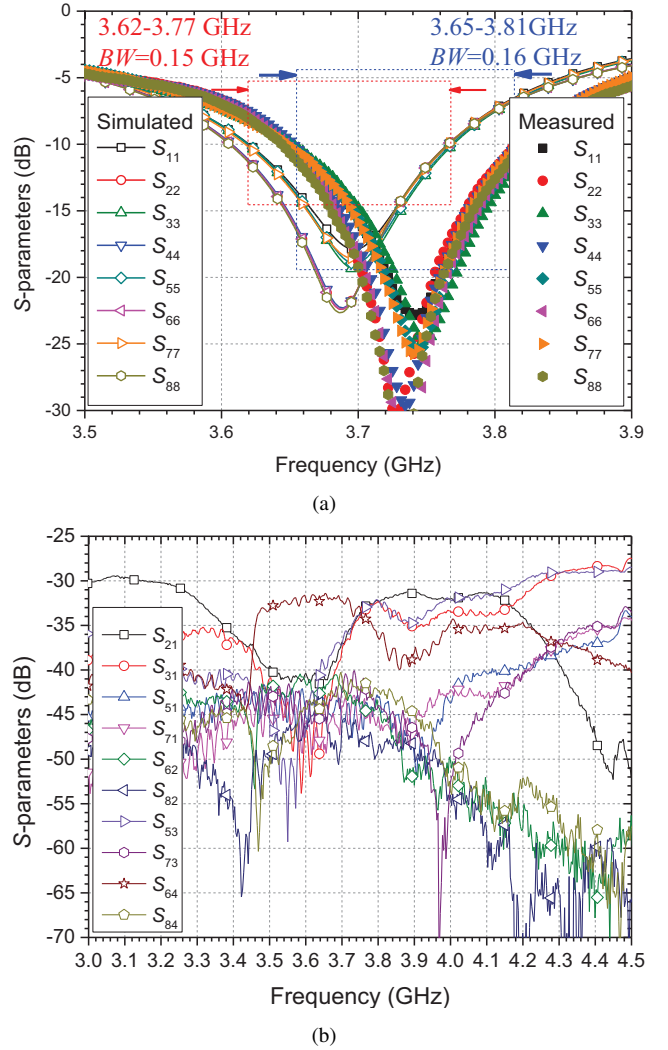 3.62-3.77 GHz
BW=0.15 GHz
3.65-3.81GHz
BW=0.16 GHz
0
-5
-10
-15
-20
-25
-30
S-parameters (dB)
Simulated
S11
S22
S33
S44
S55
S66
S77
S88
Measured
S11
S22
S33
S44
S55
S66
S77
S88
3.5 3.6 3.7 3.8 3.9
Frequency (GHz)
(a)
-25
-30
-35
-40
-45
-50
-55
-60
-65
-70
S-parameters (dB)
S21
S31
S51
S71
S62
S82
S53
S73
S64
S84
3.0 3.1 3.2 3.3 3.4 3.5 3.6 3.7 3.8 3.9 4.0 4.1 4.2 4.3 4.4 4.5
Frequency (GHz)
(b)